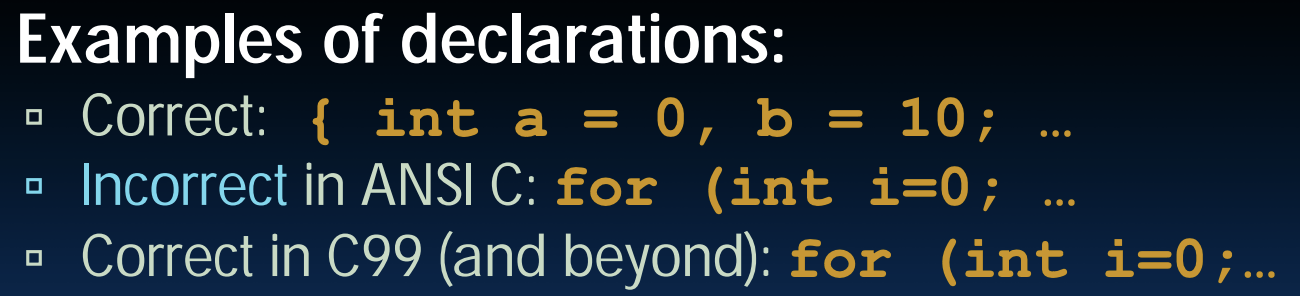 Examples of declarations:
▫ Correct: { int a = 0, b = 10; …
▫ Incorrect in ANSI C: for (int i=0; …
▫ Correct in C99 (and beyond): for (int i=0;…